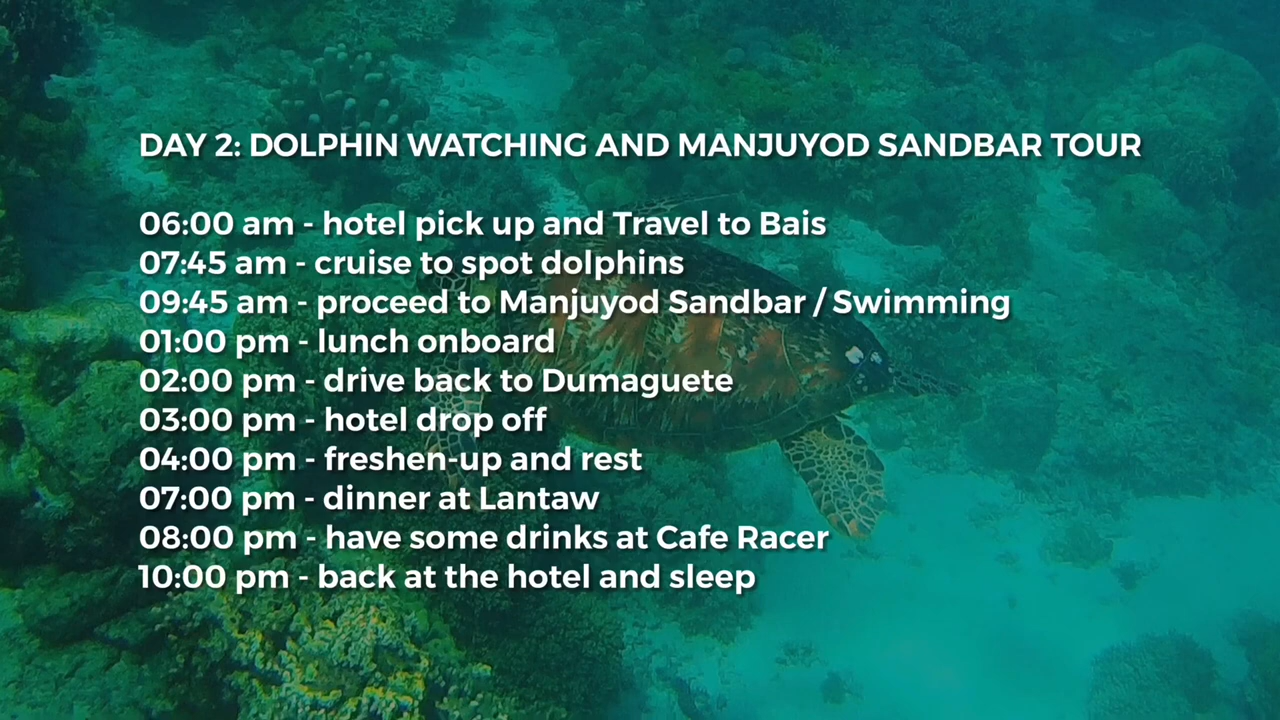 DAY 2: DOLPHIN WATCHING AND MANJUYOD SANDBAR TOUR
06:00 am - hotel pick up and Travel to Bais
07:45 am - cruise to spot dolphins
09:45 am - proceed to Manjuyod Sandbar / Swimming
01:00 pm - lunch onboard
02:00 pm - drive back to Dumaguete
03:00 pm - hotel drop off
04:00 pm - freshen-up and rest
07:00 pm - dinner at Lantaw
08:00 pm - have some drinks at Cafe Racer
10:00 pm - back at the hotel and sleep